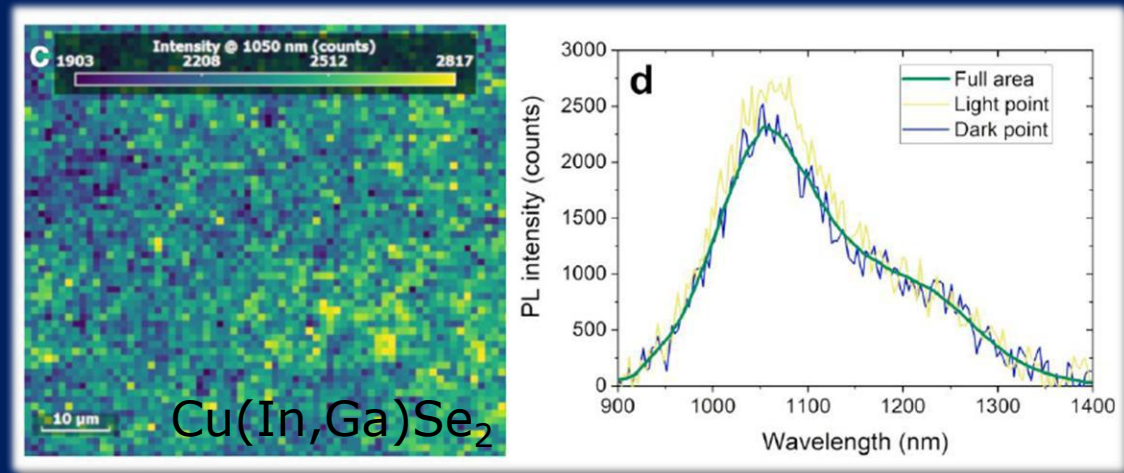 c
Intensity @ 1050 nm (counts)
1903 2208 2512 2817
10 µm
Cu(In,Ga)Se2
d
Full area
Light point
Dark point
PL intensity (counts)
3000
2500
2000
1500
1000
500
0
900 1000 1100 1200 1300 1400
Wavelength (nm)